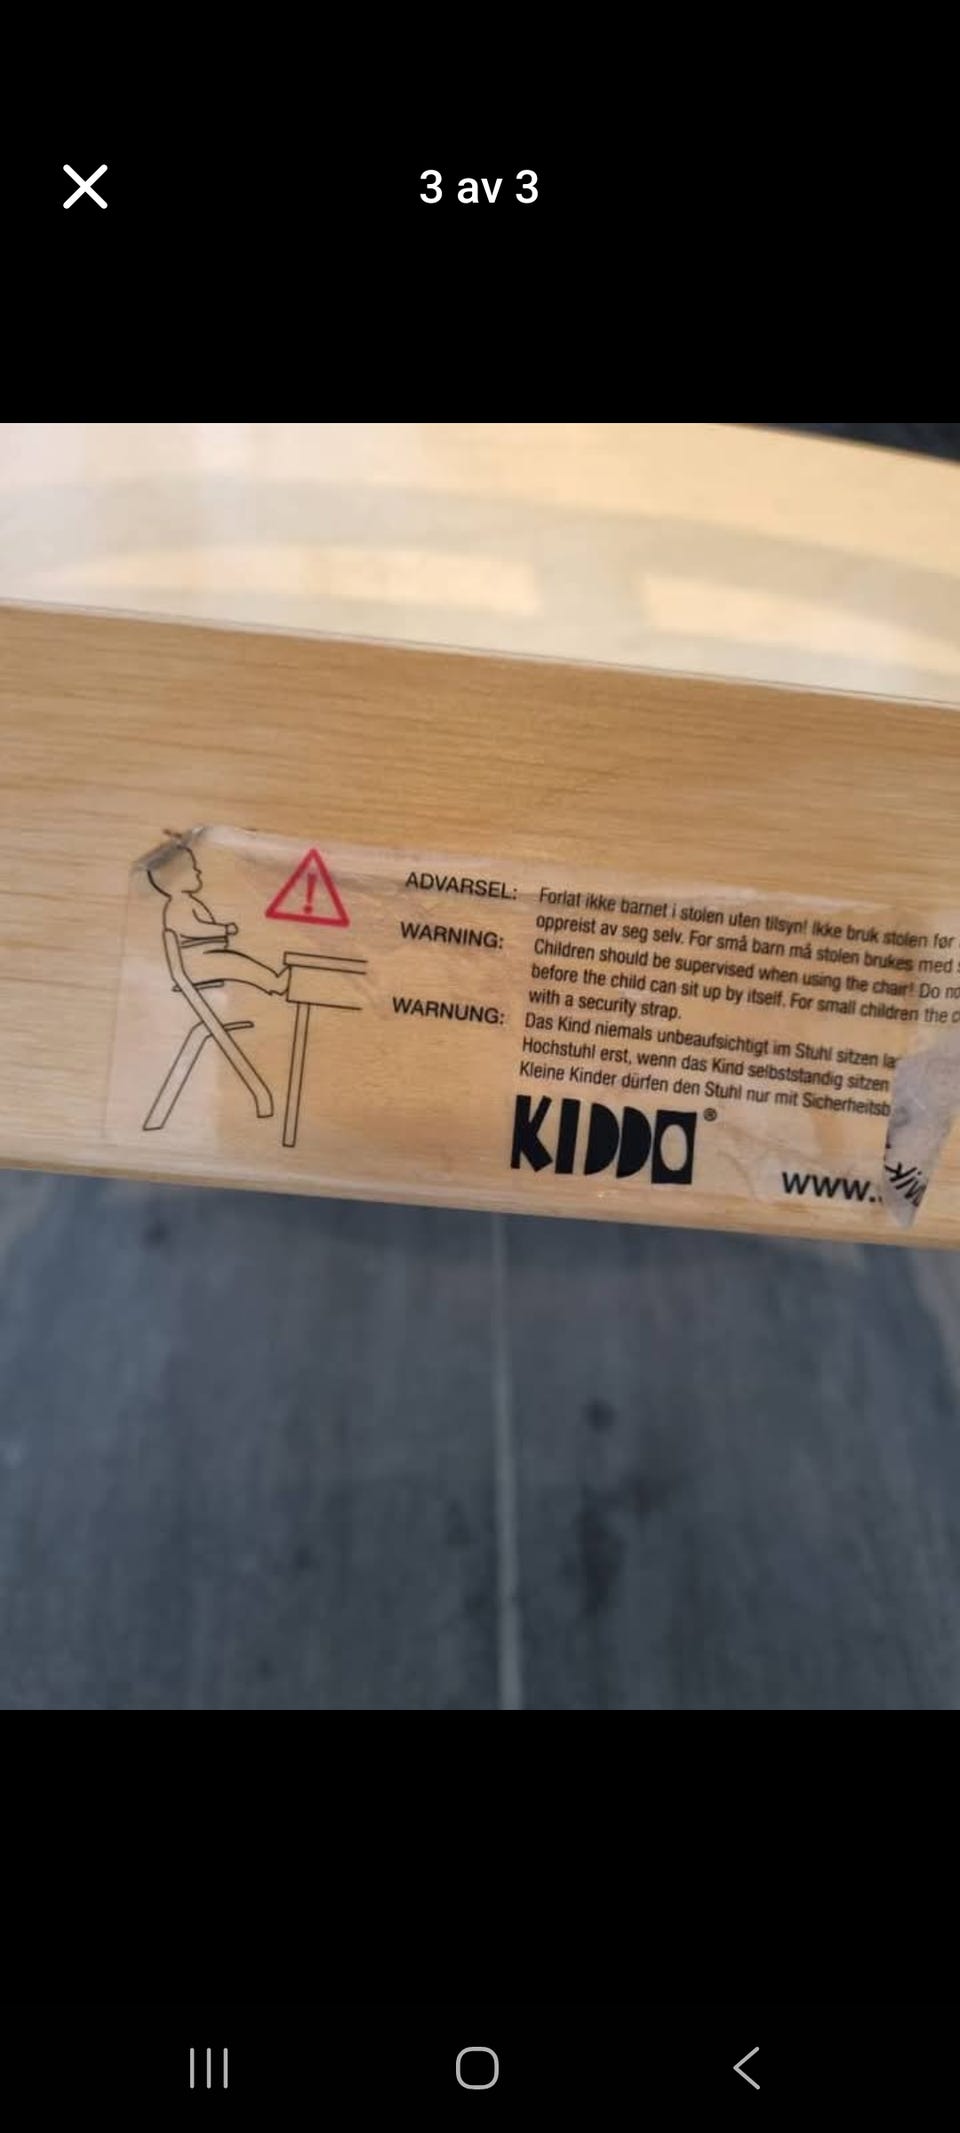 3 av 3
ADVARSEL: Forlat ikke barnet i stolen uten tilsyn! Ikke bruk stolen før
oppreist av seg selv. For små barn må stolen brukes med
WARNING: Children should be supervised when using the chair! Do
before the child can sit up by itself. For small children the
with a security strap.
WARNUNG: Das Kind niemals unbeaufsichtigt im Stuhl sitzen
Hochstuhl erst, wenn das Kind selbstständig sitzen
Kleine Kinder dürfen den Stuhl nur mit
KIDDO®
www.